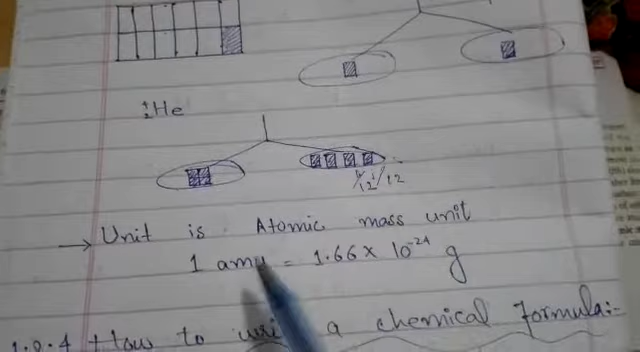 ⁴₂He
1/12 1/12
→ Unit is Atomic mass unit
1 amu = 1.66 × 10⁻²⁴ g
1.0.4 How to a chemical formula:-